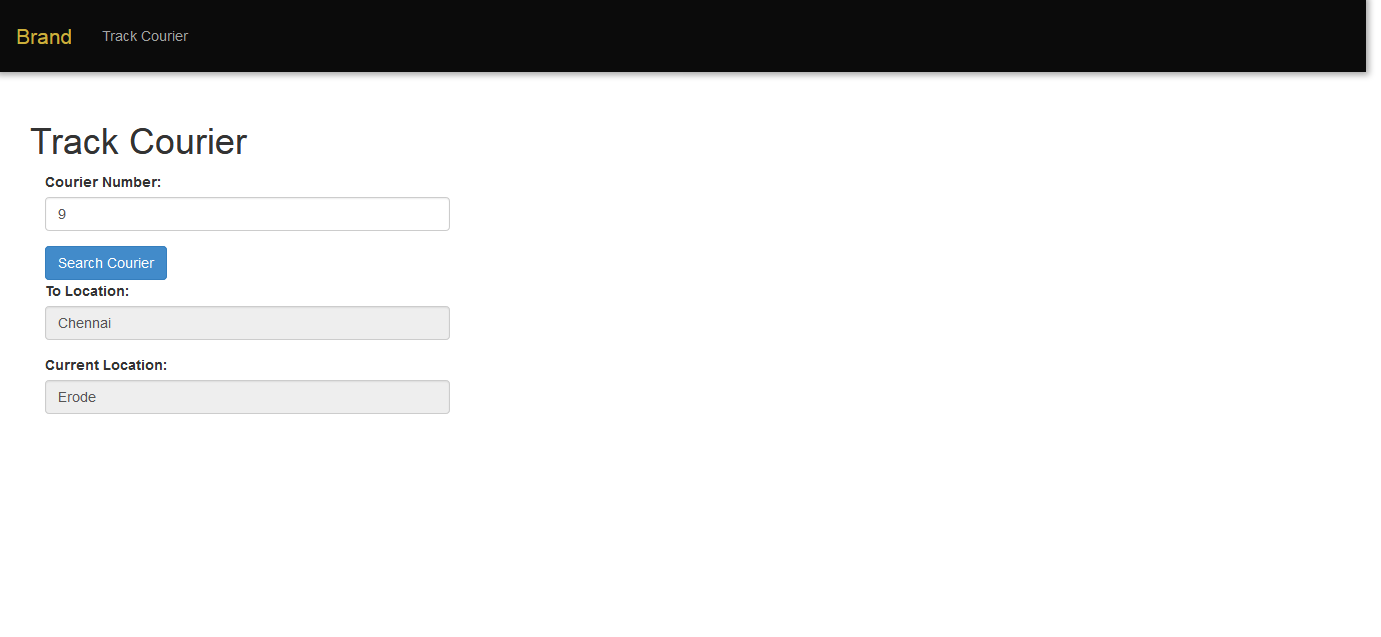 Brand Track Courier
Track Courier
Courier Number:
9
Search Courier
To Location:
Chennai
Current Location:
Erode